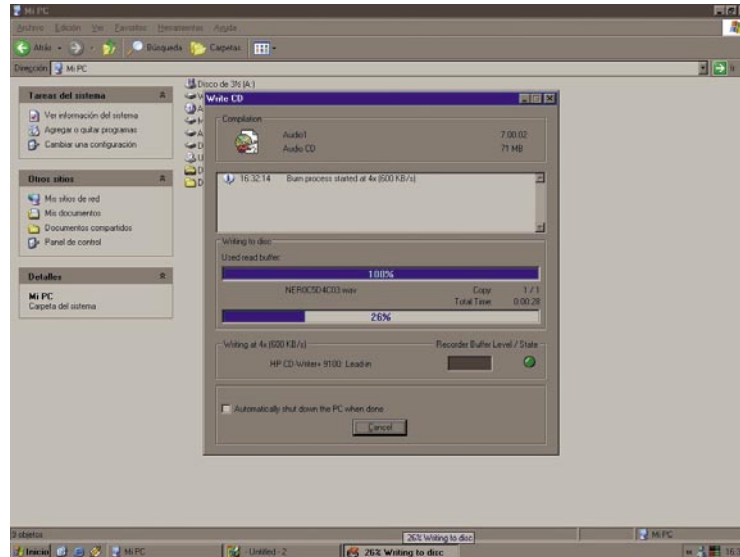 Mi PC
Archivo Edición Ver Favoritos Herramientas Ayuda
Atrás Búsqueda Carpetas
Dirección Mi PC Ir
Tareas del sistema
Ver información del sistema
Agregar o quitar programas
Cambiar una configuración
Otros sitios
Mis sitios de red
Mis documentos
Documentos compartidos
Panel de control
Detalles
Mi PC
Carpeta del sistema
Disco de 3½ (A:)
Write CD
Compilation
Audio1 7:00.02
Audio CD 71 MB
16:32:14 Burn process started at 4x (600 KB/s)
Writing to disc
Used read buffer:
100%
NER0C5D4C03.wav Copy: 1 / 1
Total Time: 0:00:28
26%
Writing at 4x (600 KB/s) Recorder Buffer Level / State
HP CD-Writer+ 9100: Lead-in
Automatically shut down the PC when done
Cancel
objetos Mi PC
26% Writing to disc
Inicio Mi PC - Untitled - 2 26% Writing to disc